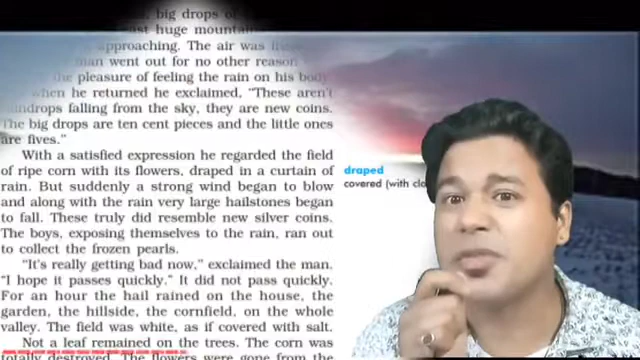 , big drops of
huge mountai
approaching. The air was
man went out for no other reason
the pleasure of feeling the rain on his body
when he returned he exclaimed, "These aren't
raindrops falling from the sky, they are new coins.
The big drops are ten cent pieces and the little ones
are fives."
With a satisfied expression he regarded the field
of ripe corn with its flowers, draped in a curtain of
rain. But suddenly a strong wind began to blow
and along with the rain very large hailstones began
to fall. These truly did resemble new silver coins.
The boys, exposing themselves to the rain, ran out
to collect the frozen pearls.
"It's really getting bad now," exclaimed the man.
"I hope it passes quickly." It did not pass quickly.
For an hour the hail rained on the house, the
garden, the hillside, the cornfield, on the whole
valley. The field was white, as if covered with salt.
Not a leaf remained on the trees. The corn was
totally destroyed. The flowers were gone from the
draped
covered (with clo